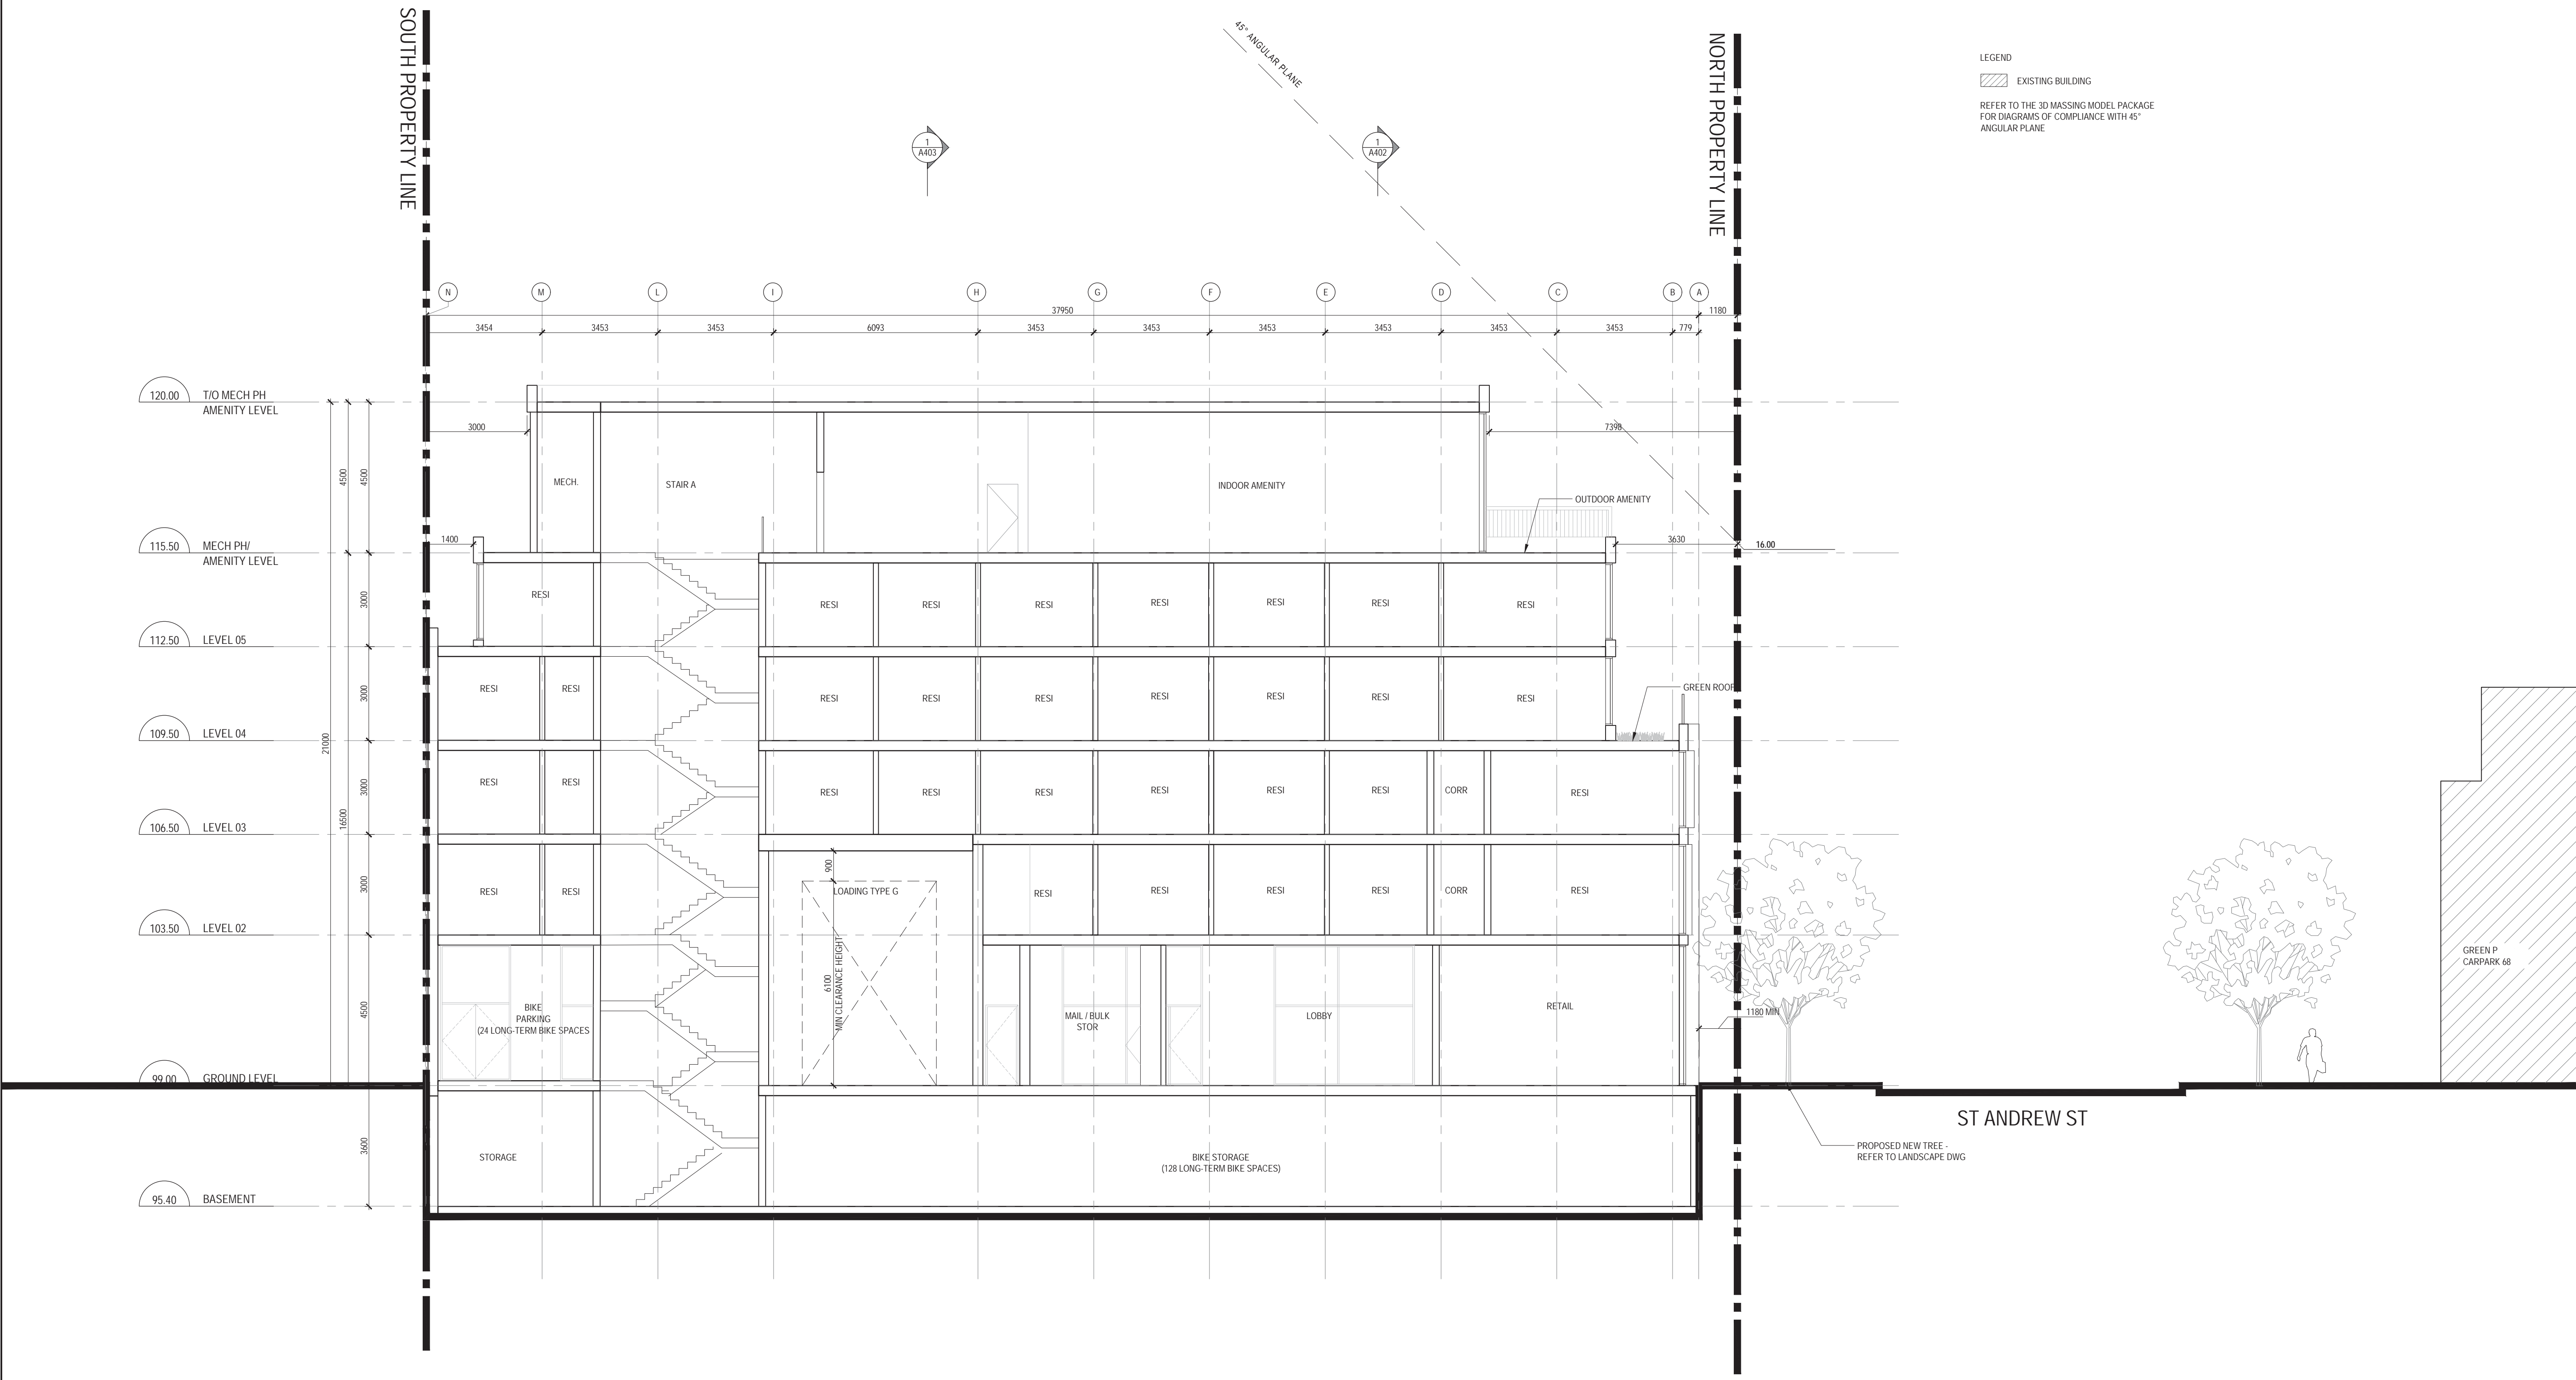 SOUTH PROPERTY LINE
NORTH PROPERTY LINE
45° ANGULAR PLANE
LEGEND
EXISTING BUILDING
REFER TO THE 3D MASSING MODEL PACKAGE
FOR DIAGRAMS OF COMPLIANCE WITH 45°
ANGULAR PLANE
1
A403
1
A402
N M L I H G F E D C B A
37950 1180
3454 3453 3453 6093 3453 3453 3453 3453 3453 3453 779
120.00 T/O MECH PH
AMENITY LEVEL
3000
7398
4500
4500
MECH.
STAIR A
INDOOR AMENITY
OUTDOOR AMENITY
115.50 MECH PH/
AMENITY LEVEL
1400
3630
16.00
3000
RESI RESI RESI RESI RESI RESI RESI RESI
112.50 LEVEL 05
3000
RESI RESI RESI RESI RESI RESI RESI RESI RESI
GREEN ROOF
109.50 LEVEL 04
21000
3000
16500
RESI RESI RESI RESI RESI RESI RESI RESI CORR RESI
106.50 LEVEL 03
3000
900
LOADING TYPE G
RESI RESI RESI RESI RESI RESI CORR RESI
103.50 LEVEL 02
4500
6100
MIN CLEARANCE HEIGHT
BIKE
PARKING
(24 LONG-TERM BIKE SPACES
MAIL / BULK
STOR
LOBBY
RETAIL
1180 MIN
GREEN P
CARPARK 68
99.00 GROUND LEVEL
ST ANDREW ST
3600
STORAGE
BIKE STORAGE
(128 LONG-TERM BIKE SPACES)
PROPOSED NEW TREE -
REFER TO LANDSCAPE DWG
95.40 BASEMENT